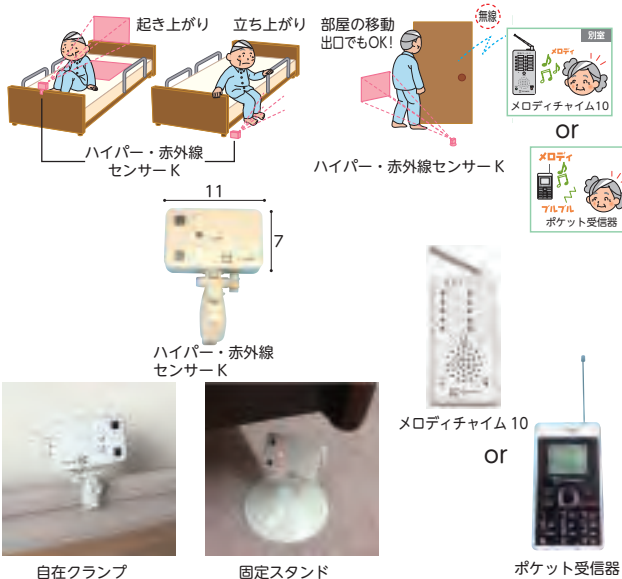 起き上がり
立ち上がり
部屋の移動
出口でもOK!
無線
別室
メロディ
メロディチャイム10
or
メロディ
ブルブル
ポケット受信器
ハイパー・赤外線
センサーK
ハイパー・赤外線センサーK
11
7
ハイパー・赤外線
センサーK
メロディチャイム 10
or
自在クランプ
固定スタンド
ポケット受信器